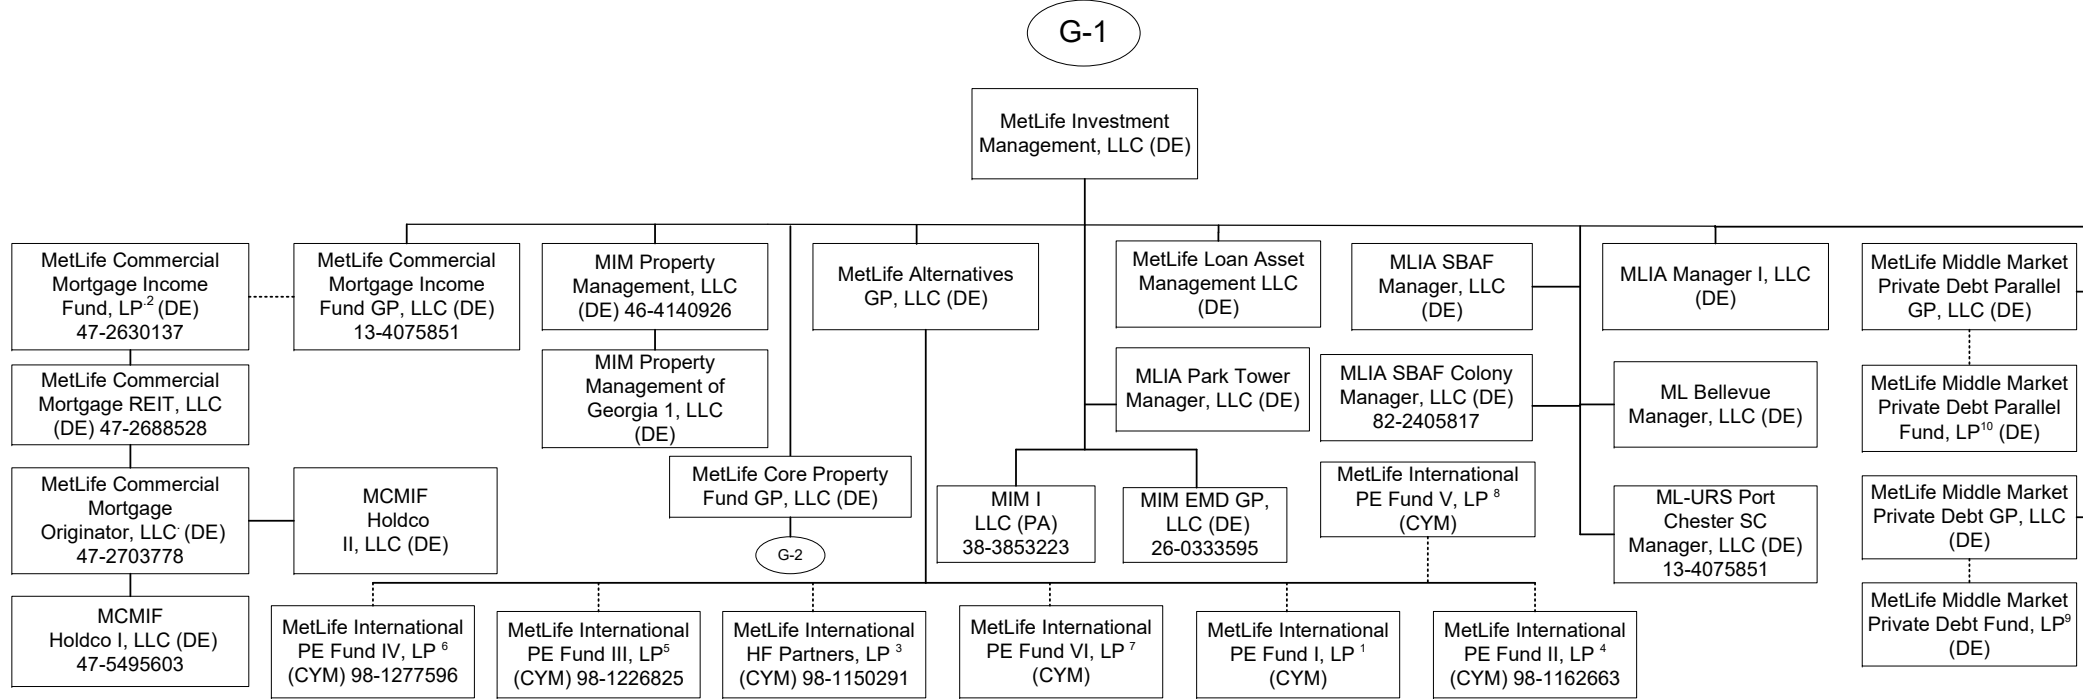 G-1
MetLife Investment
Management, LLC (DE)
MetLife Commercial
Mortgage Income
Fund, LP.2 (DE)
47-2630137
MetLife Commercial
Mortgage Income
Fund GP, LLC (DE)
13-4075851
MIM Property
Management, LLC
(DE) 46-4140926
MetLife Alternatives
GP, LLC (DE)
MetLife Loan Asset
Management LLC
(DE)
MLIA SBAF
Manager, LLC
(DE)
MLIA Manager I, LLC
(DE)
MetLife Middle Market
Private Debt Parallel
GP, LLC (DE)
MetLife Commercial
Mortgage REIT, LLC
(DE) 47-2688528
MIM Property
Management of
Georgia 1, LLC
(DE)
MLIA Park Tower
Manager, LLC (DE)
MLIA SBAF Colony
Manager, LLC (DE)
82-2405817
ML Bellevue
Manager, LLC (DE)
MetLife Middle Market
Private Debt Parallel
Fund, LP10 (DE)
MetLife Commercial
Mortgage
Originator, LLC. (DE)
47-2703778
MCMIF
Holdco
II, LLC (DE)
MetLife Core Property
Fund GP, LLC (DE)
G-2
MIM I
LLC (PA)
38-3853223
MIM EMD GP,
LLC (DE)
26-0333595
MetLife International
PE Fund V, LP 8
(CYM)
ML-URS Port
Chester SC
Manager, LLC (DE)
13-4075851
MetLife Middle Market
Private Debt GP, LLC
(DE)
MCMIF
Holdco I, LLC (DE)
47-5495603
MetLife International
PE Fund IV, LP 6
(CYM) 98-1277596
MetLife International
PE Fund III, LP5
(CYM) 98-1226825
MetLife International
HF Partners, LP 3
(CYM) 98-1150291
MetLife International
PE Fund VI, LP 7
(CYM)
MetLife International
PE Fund I, LP 1
(CYM)
MetLife International
PE Fund II, LP 4
(CYM) 98-1162663
MetLife Middle Market
Private Debt Fund, LP9
(DE)